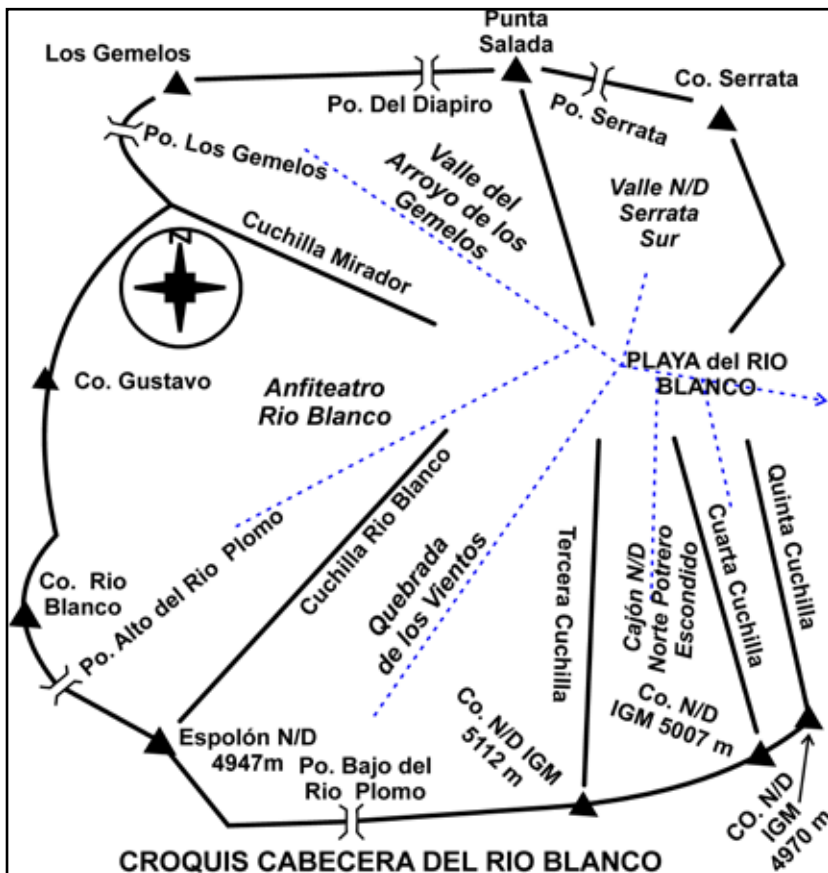 Punta
Salada
Los Gemelos
Co. Serrata
Po. Del Diapiro
Po. Serrata
Po. Los Gemelos
Valle del
Arroyo de los
Gemelos
Valle N/D
Serrata
Sur
Cuchilla Mirador
N
Co. Gustavo
Anfiteatro
Rio Blanco
PLAYA del RIO
BLANCO
Co. Rio
Blanco
Po. Alto del Rio Plomo
Cuchilla Rio Blanco
Quebrada
de los Vientos
Tercera Cuchilla
Cajón N/D
Norte Potrero
Escondido
Cuarta Cuchilla
Quinta Cuchilla
Espolón N/D
4947m
Po. Bajo del
Rio Plomo
Co. N/D IGM
5112 m
Co. N/D
IGM 5007 m
CO. N/D
IGM
4970 m
CROQUIS CABECERA DEL RIO BLANCO